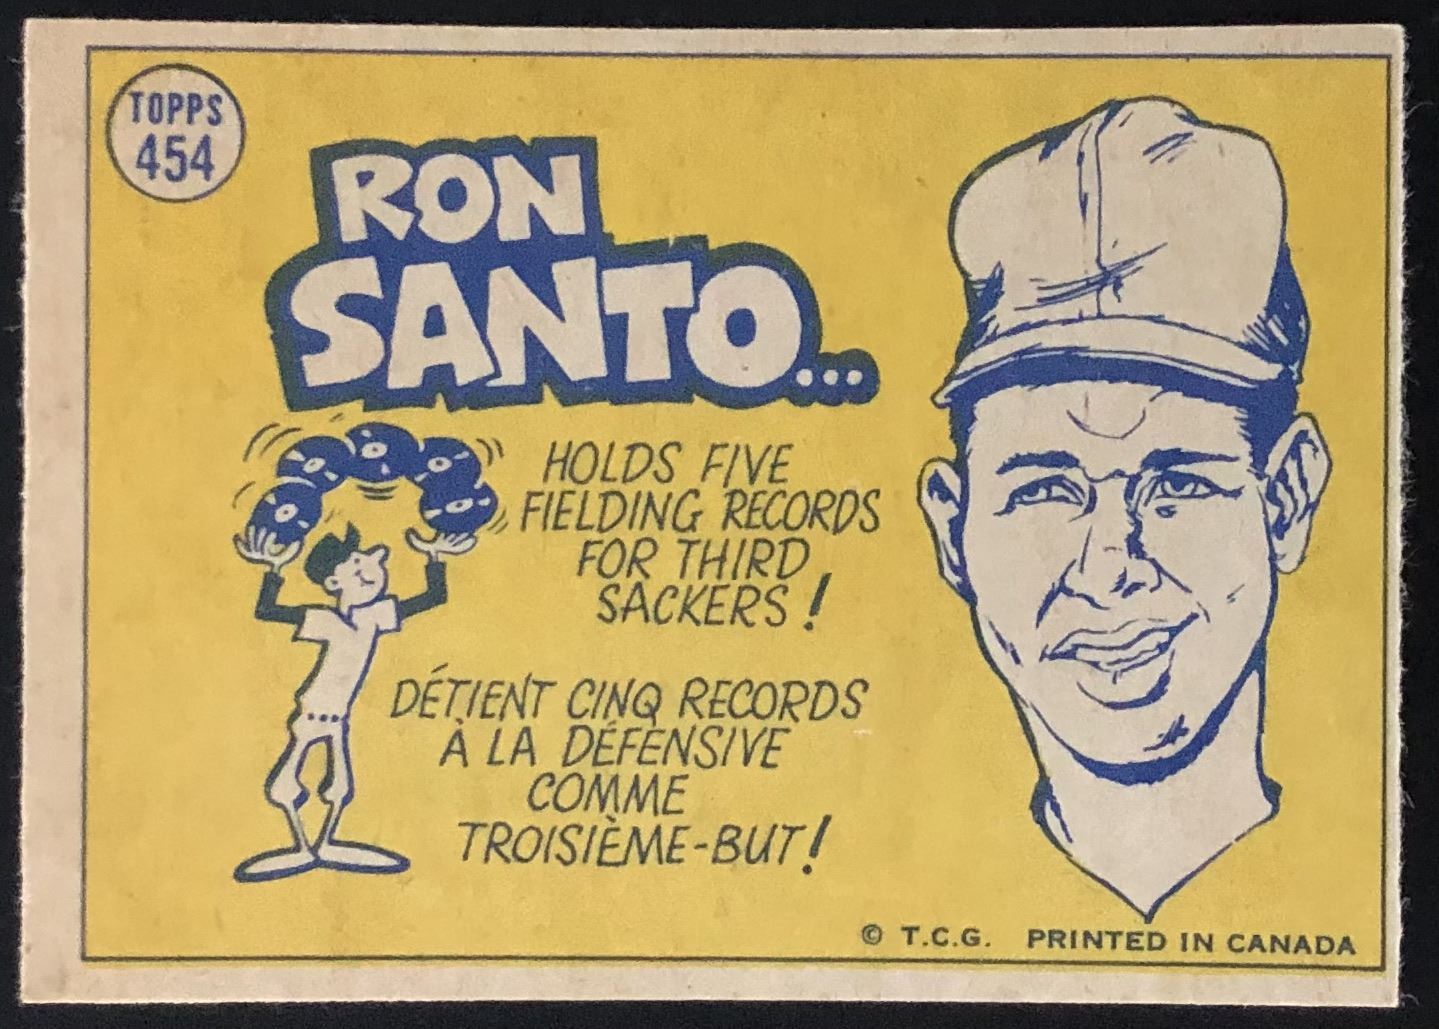 TOPPS
454
RON
SANTO...
HOLDS FIVE
FIELDING RECORDS
FOR THIRD
SACKERS!
DÉTIENT CINQ RECORDS
À LA DÉFENSIVE
COMME
TROISIÈME-BUT!
© T.C.G. PRINTED IN CANADA